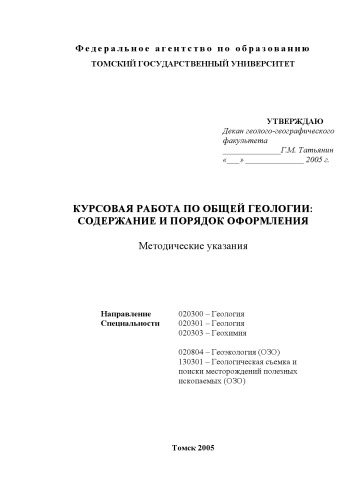 Федеральное агентство по образованию
ТОМСКИЙ ГОСУДАРСТВЕННЫЙ УНИВЕРСИТЕТ
УТВЕРЖДАЮ
Декан геолого-географического
факультета
_______________Г.М. Татьянин
«___» _______________ 2005 г.
КУРСОВАЯ РАБОТА ПО ОБЩЕЙ ГЕОЛОГИИ:
СОДЕРЖАНИЕ И ПОРЯДОК ОФОРМЛЕНИЯ
Методические указания
Направление 020300 – Геология
Специальности 020301 – Геология
020303 – Геохимия
020804 – Геоэкология (ОЗО)
130301 – Геологическая съемка и
поиски месторождений полезных
ископаемых (ОЗО)
Томск 2005